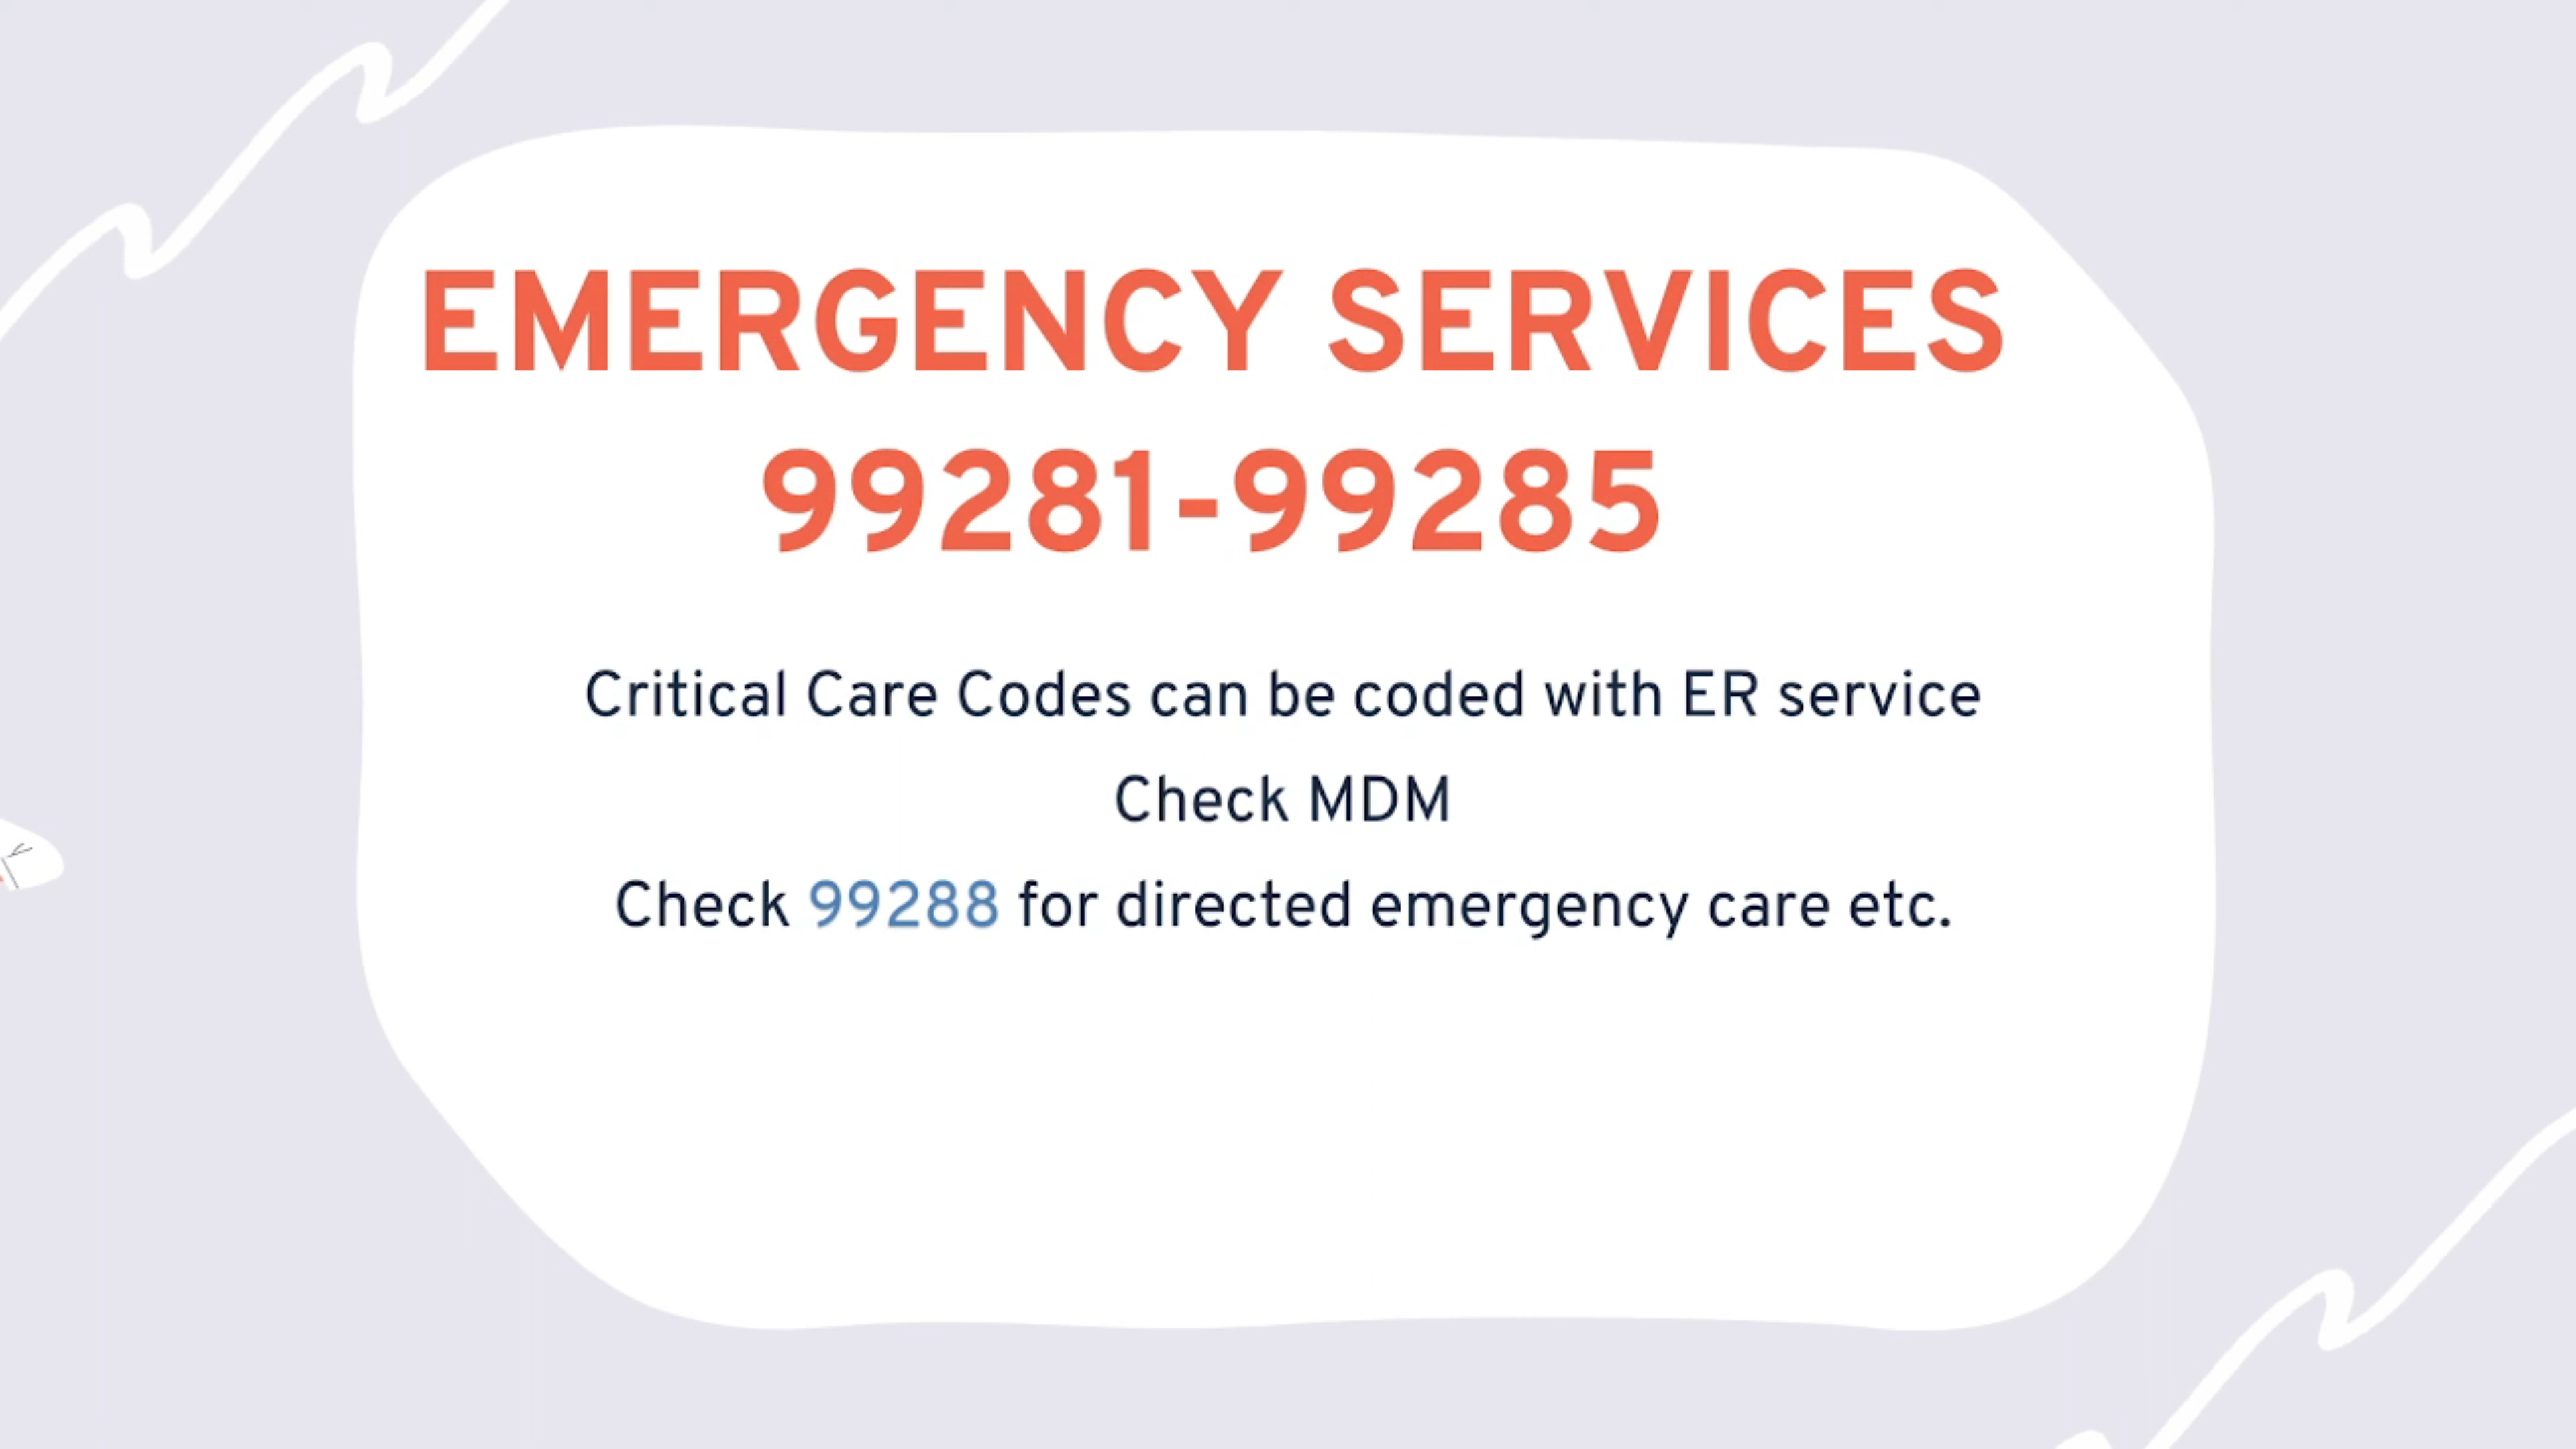 EMERGENCY SERVICES
99281-99285
Critical Care Codes can be coded with ER service
Check MDM
Check 99288 for directed emergency care etc.